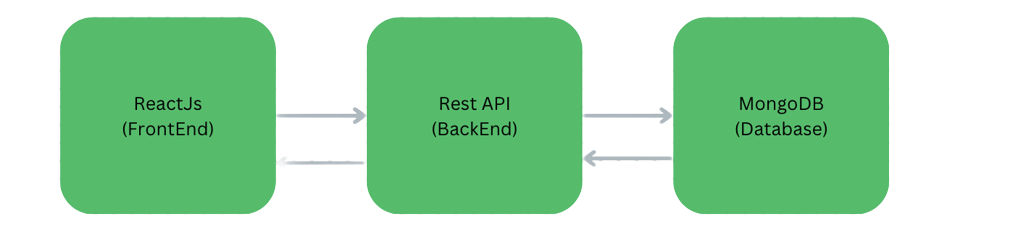 ReactJs
(FrontEnd)
Rest API
(BackEnd)
MongoDB
(Database)